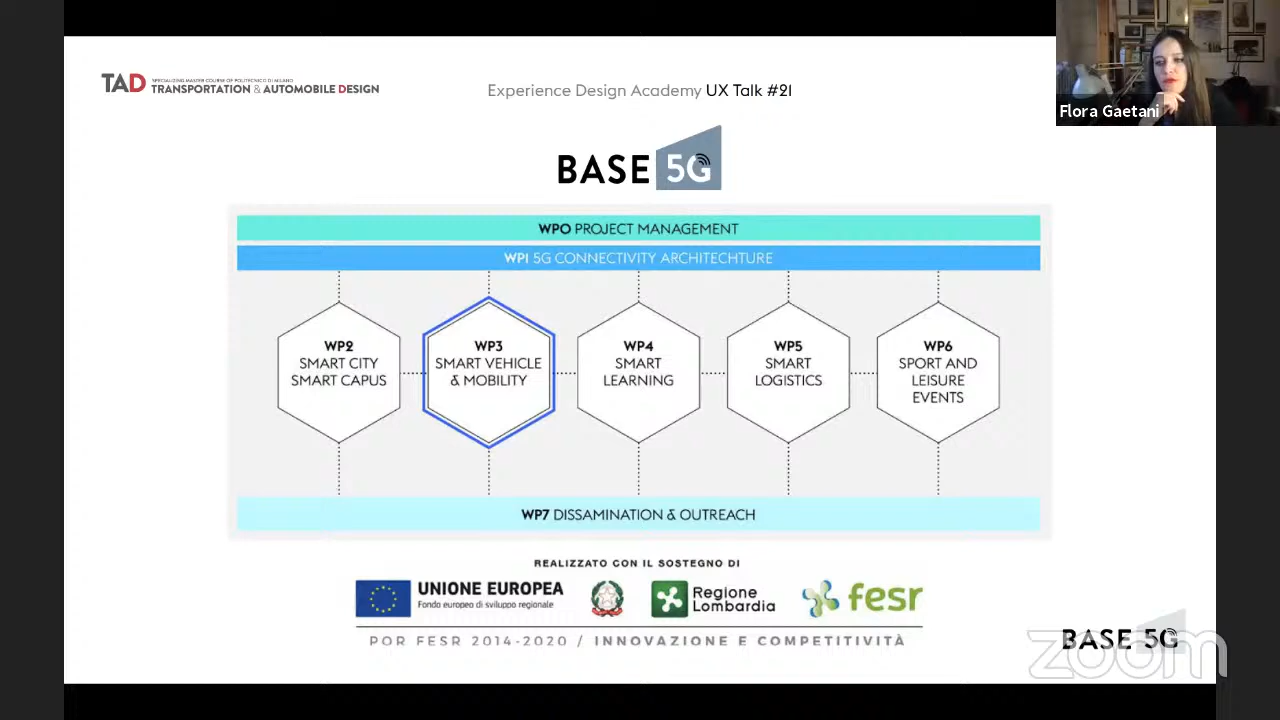 TAD SPECIALIZING MASTER COURSE OF POLITECNICO DI MILANO
TRANSPORTATION & AUTOMOBILE DESIGN
Experience Design Academy UX Talk #21
Flora Gaetani
BASE 5G
WP0 PROJECT MANAGEMENT
WP1 5G CONNECTIVITY ARCHITECHTURE
WP2
SMART CITY
SMART CAPUS
WP3
SMART VEHICLE
& MOBILITY
WP4
SMART
LEARNING
WP5
SMART
LOGISTICS
WP6
SPORT AND
LEISURE
EVENTS
WP7 DISSAMINATION & OUTREACH
REALIZZATO CON IL SOSTEGNO DI
UNIONE EUROPEA
Fondo europeo di sviluppo regionale
Regione
Lombardia
fesr
POR FESR 2014-2020 / INNOVAZIONE E COMPETITIVITÀ
BASE 5G
zoom